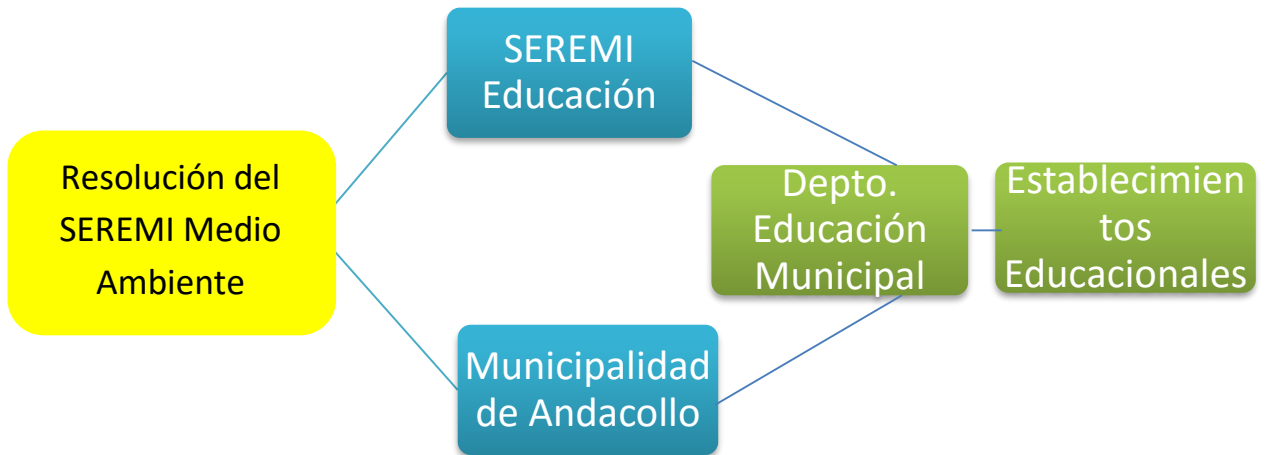 Resolución del
SEREMI Medio
Ambiente
SEREMI
Educación
Municipalidad
de Andacollo
Depto.
Educación
Municipal
Establecimien
tos
Educacionales